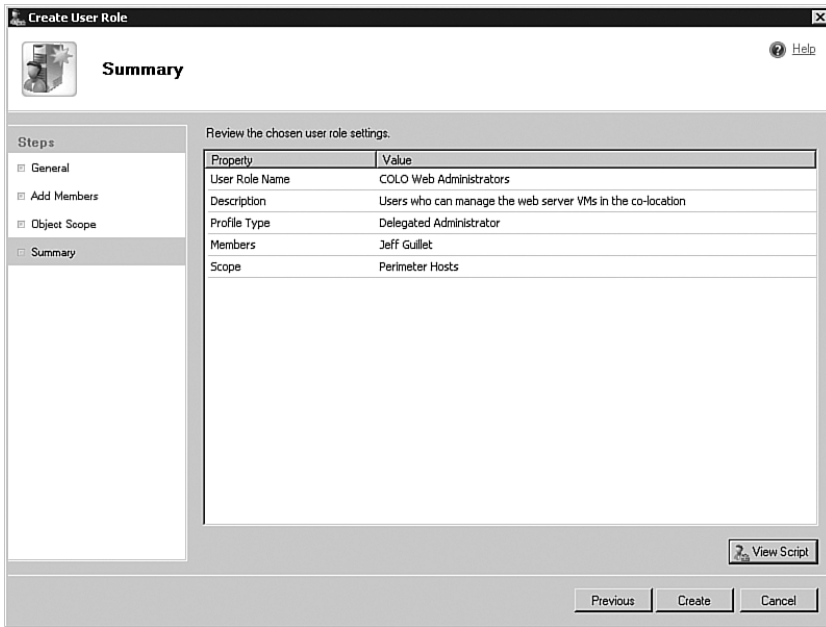 Create User Role
Summary
Help
Steps
General
Add Members
Object Scope
Summary
Review the chosen user role settings.
Property Value
User Role Name COLO Web Administrators
Description Users who can manage the web server VMs in the co-location
Profile Type Delegated Administrator
Members Jeff Guillet
Scope Perimeter Hosts
View Script
Previous Create Cancel